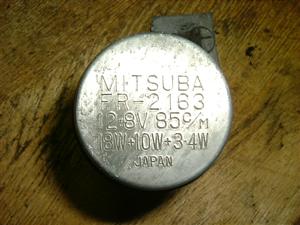 MITSUBA
FR-2163
12.8V 85c/M
18W+10W+3.4W
JAPAN